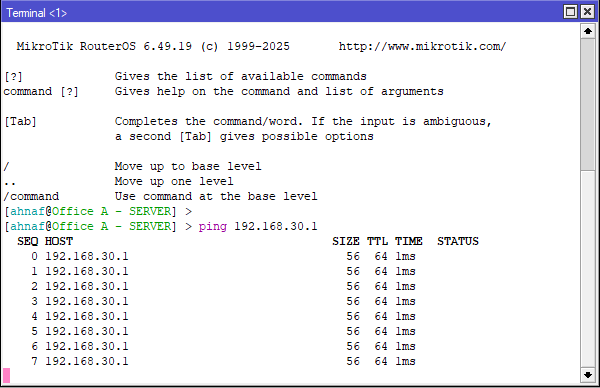 Terminal <1>
MikroTik RouterOS 6.49.19 (c) 1999-2025       http://www.mikrotik.com/
[?]             Gives the list of available commands
command [?]     Gives help on the command and list of arguments
[Tab]           Completes the command/word. If the input is ambiguous,
                a second [Tab] gives possible options
/               Move up to base level
..              Move up one level
/command        Use command at the base level
[ahnaf@Office A - SERVER] >
[ahnaf@Office A - SERVER] > ping 192.168.30.1
  SEQ HOST                                     SIZE TTL TIME  STATUS
    0 192.168.30.1                               56  64 1ms
    1 192.168.30.1                               56  64 1ms
    2 192.168.30.1                               56  64 1ms
    3 192.168.30.1                               56  64 1ms
    4 192.168.30.1                               56  64 1ms
    5 192.168.30.1                               56  64 1ms
    6 192.168.30.1                               56  64 1ms
    7 192.168.30.1                               56  64 1ms